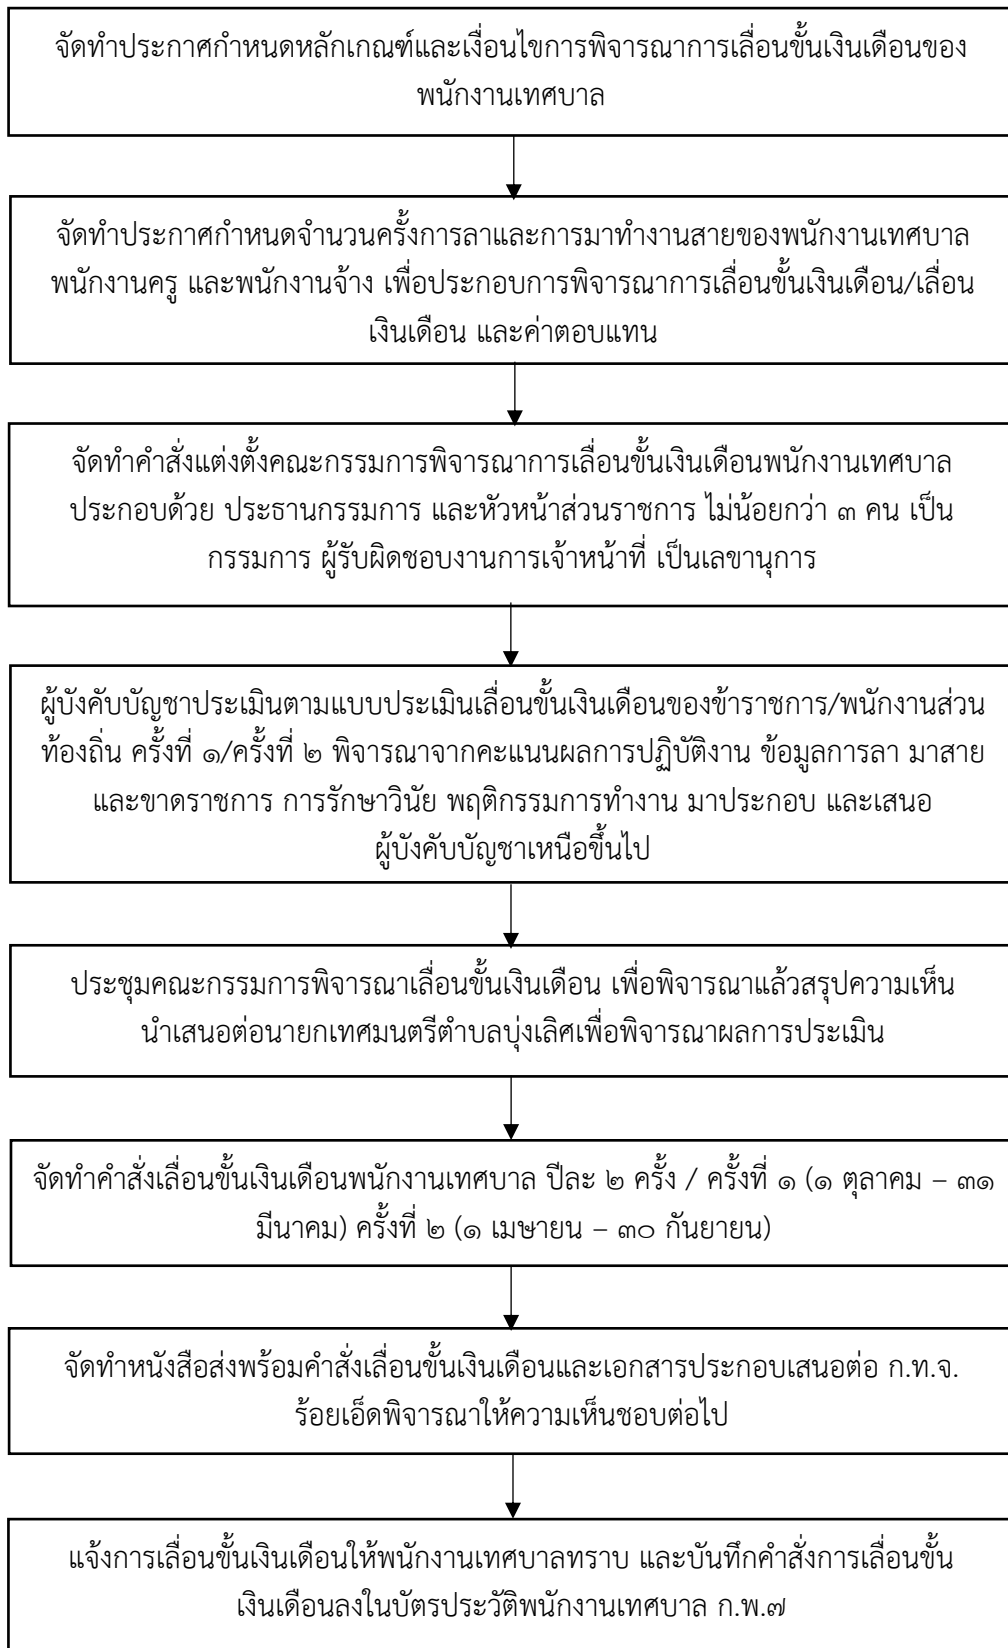 จัดทำประกาศกำหนดหลักเกณฑ์และเงื่อนไขการพิจารณาการเลื่อนขั้นเงินเดือนของ
พนักงานเทศบาล
จัดทำประกาศกำหนดจำนวนครั้งการลาและการมาทำงานสายของพนักงานเทศบาล
พนักงานครู และพนักงานจ้าง เพื่อประกอบการพิจารณาการเลื่อนขั้นเงินเดือน/เลื่อน
เงินเดือน และค่าตอบแทน
จัดทำคำสั่งแต่งตั้งคณะกรรมการพิจารณาการเลื่อนขั้นเงินเดือนพนักงานเทศบาล
ประกอบด้วย ประธานกรรมการ และหัวหน้าส่วนราชการ ไม่น้อยกว่า ๓ คน เป็น
กรรมการ ผู้รับผิดชอบงานการเจ้าหน้าที่ เป็นเลขานุการ
ผู้บังคับบัญชาประเมินตามแบบประเมินเลื่อนขั้นเงินเดือนของข้าราชการ/พนักงานส่วน
ท้องถิ่น ครั้งที่ ๑/ครั้งที่ ๒ พิจารณาจากคะแนนผลการปฏิบัติงาน ข้อมูลการลา มาสาย
และขาดราชการ การรักษาวินัย พฤติกรรมการทำงาน มาประกอบ และเสนอ
ผู้บังคับบัญชาเหนือขึ้นไป
ประชุมคณะกรรมการพิจารณาเลื่อนขั้นเงินเดือน เพื่อพิจารณาแล้วสรุปความเห็น
นำเสนอต่อนายกเทศมนตรีตำบลบุ่งเลิศเพื่อพิจารณาผลการประเมิน
จัดทำคำสั่งเลื่อนขั้นเงินเดือนพนักงานเทศบาล ปีละ ๒ ครั้ง / ครั้งที่ ๑ (๑ ตุลาคม – ๓๑
มีนาคม) ครั้งที่ ๒ (๑ เมษายน – ๓๐ กันยายน)
จัดทำหนังสือส่งพร้อมคำสั่งเลื่อนขั้นเงินเดือนและเอกสารประกอบเสนอต่อ ก.ท.จ.
ร้อยเอ็ดพิจารณาให้ความเห็นชอบต่อไป
แจ้งการเลื่อนขั้นเงินเดือนให้พนักงานเทศบาลทราบ และบันทึกคำสั่งการเลื่อนขั้น
เงินเดือนลงในบัตรประวัติพนักงานเทศบาล ก.พ.๗